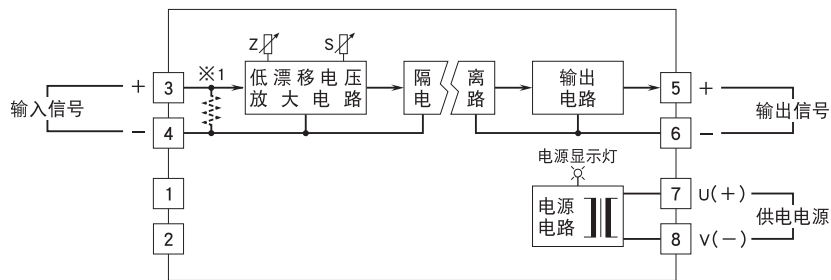 Z
S
※1
输入信号
+
3
低漂移电压
放大电路
隔离
电路
输出
电路
5
+
输出信号
−
4
6
−
电源显示灯
1
电源
电路
7
U(+)
供电电源
2
8
V(−)